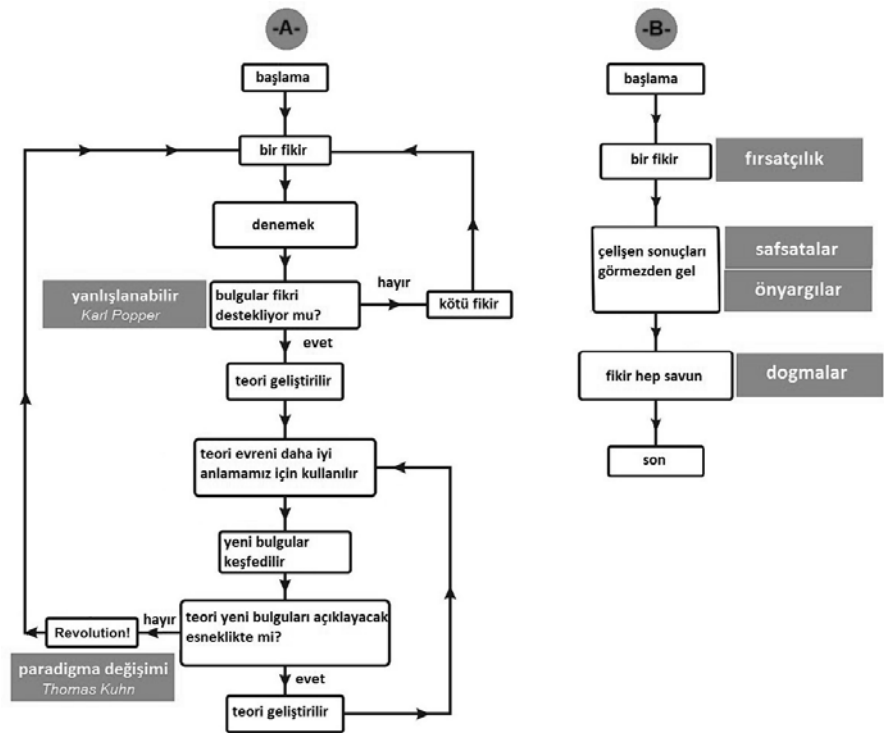 -A-
başlama
bir fikir
denemek
yanlışlanabilir
Karl Popper
bulgular fikri
destekliyor mu?
hayır
kötü fikir
evet
teori geliştirilir
teori evreni daha iyi
anlamamız için kullanılır
yeni bulgular
keşfedilir
teori yeni bulguları açıklayacak
esneklikte mi?
hayır
Revolution!
paradigma değişimi
Thomas Kuhn
evet
teori geliştirilir
-B-
başlama
bir fikir
fırsatçılık
çelişen sonuçları
görmezden gel
safsatalar
önyargılar
fikir hep savun
dogmalar
son